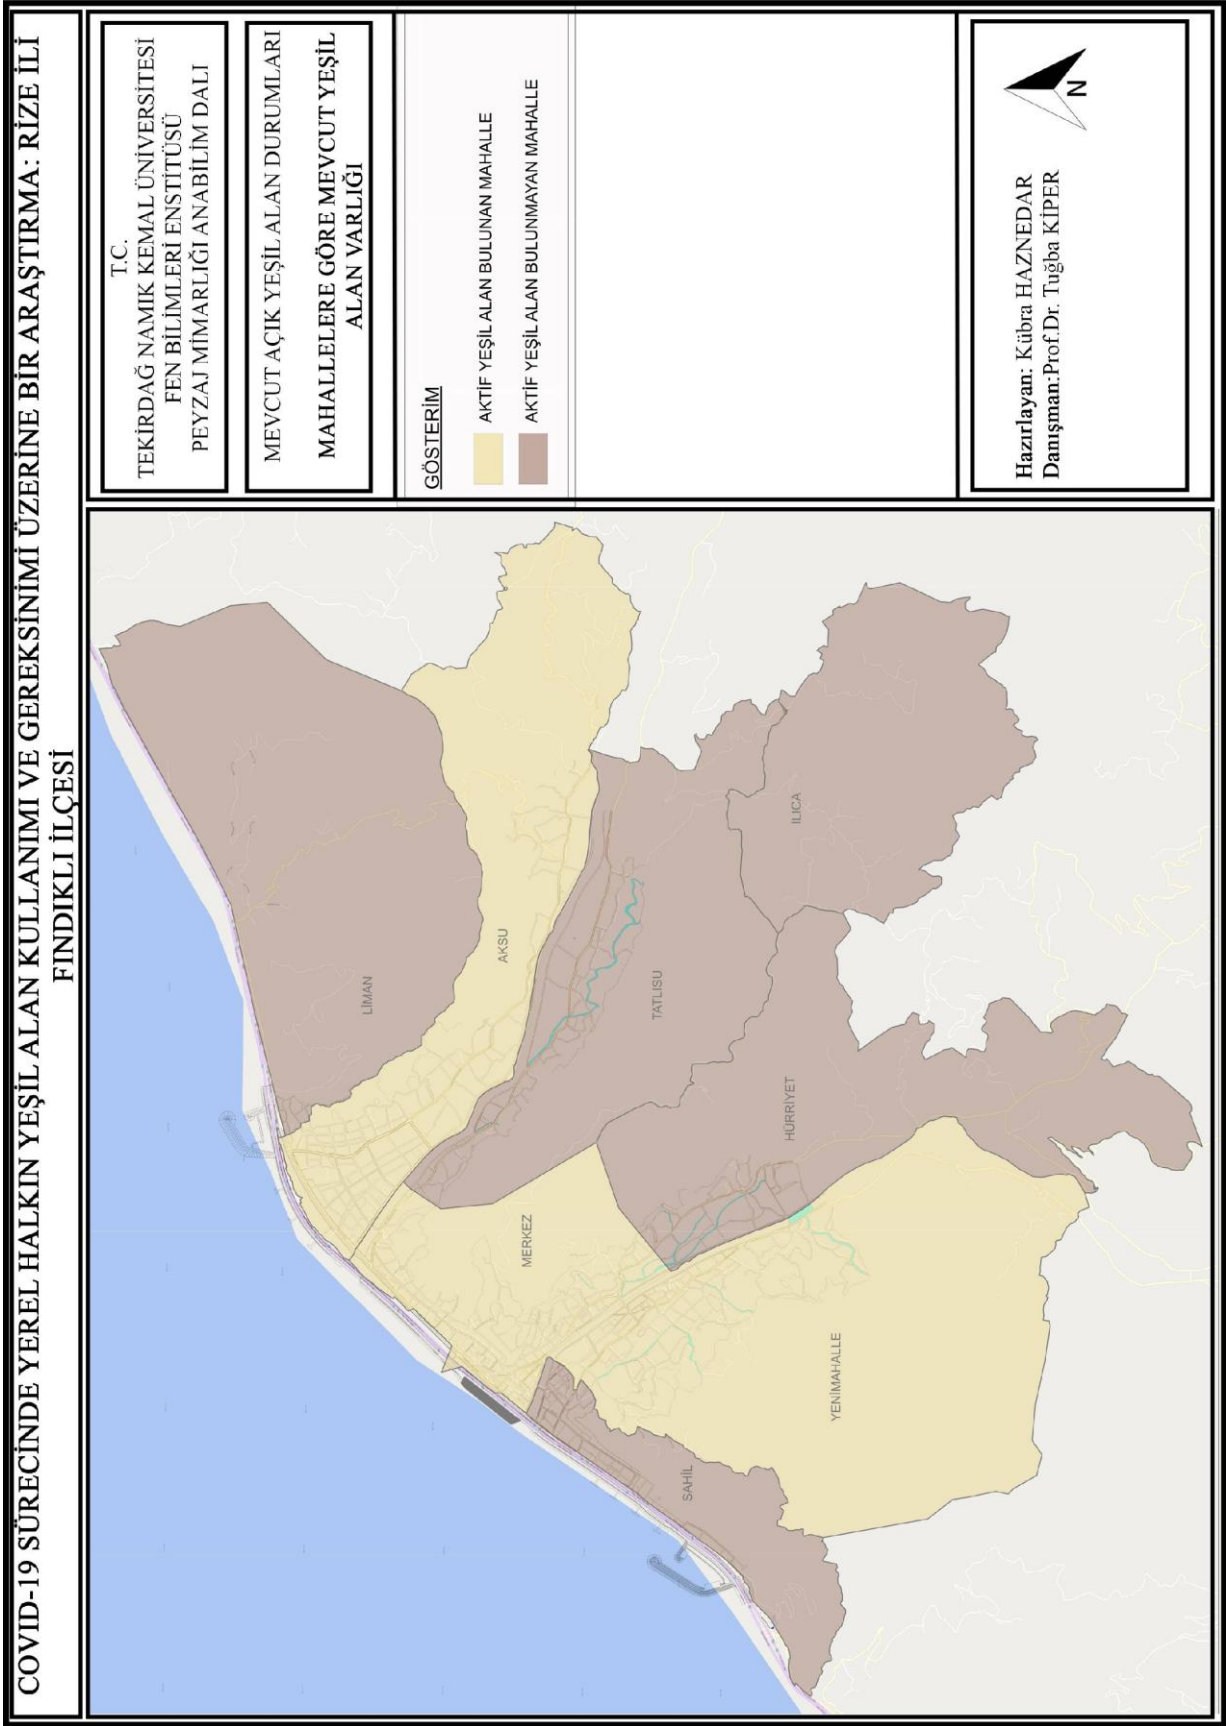 COVID-19 SÜRECİNDE YEREL HALKIN YEŞİL ALAN KULLANIMI VE GEREKSİNİMİ ÜZERİNE BİR ARAŞTIRMA: RİZE İLİ
FINDIKLI İLÇESİ
T.C.
TEKİRDAĞ NAMIK KEMAL ÜNİVERSİTESİ
FEN BİLİMLERİ ENSTİTÜSÜ
PEYZAJ MİMARLIĞI ANABİLİM DALI
MEVCUT AÇIK YEŞİL ALAN DURUMLARI
MAHALLELERE GÖRE MEVCUT YEŞİL
ALAN VARLIĞI
GÖSTERİM
AKTİF YEŞİL ALAN BULUNAN MAHALLE
AKTİF YEŞİL ALAN BULUNMAYAN MAHALLE
Hazırlayan: Kübra HAZNEDAR
Danışman:Prof.Dr. Tuğba KİPER
N
LİMAN
AKSU
MERKEZ
TATLISU
SAHİL
HÜRRİYET
ILICA
YENİMAHALLE